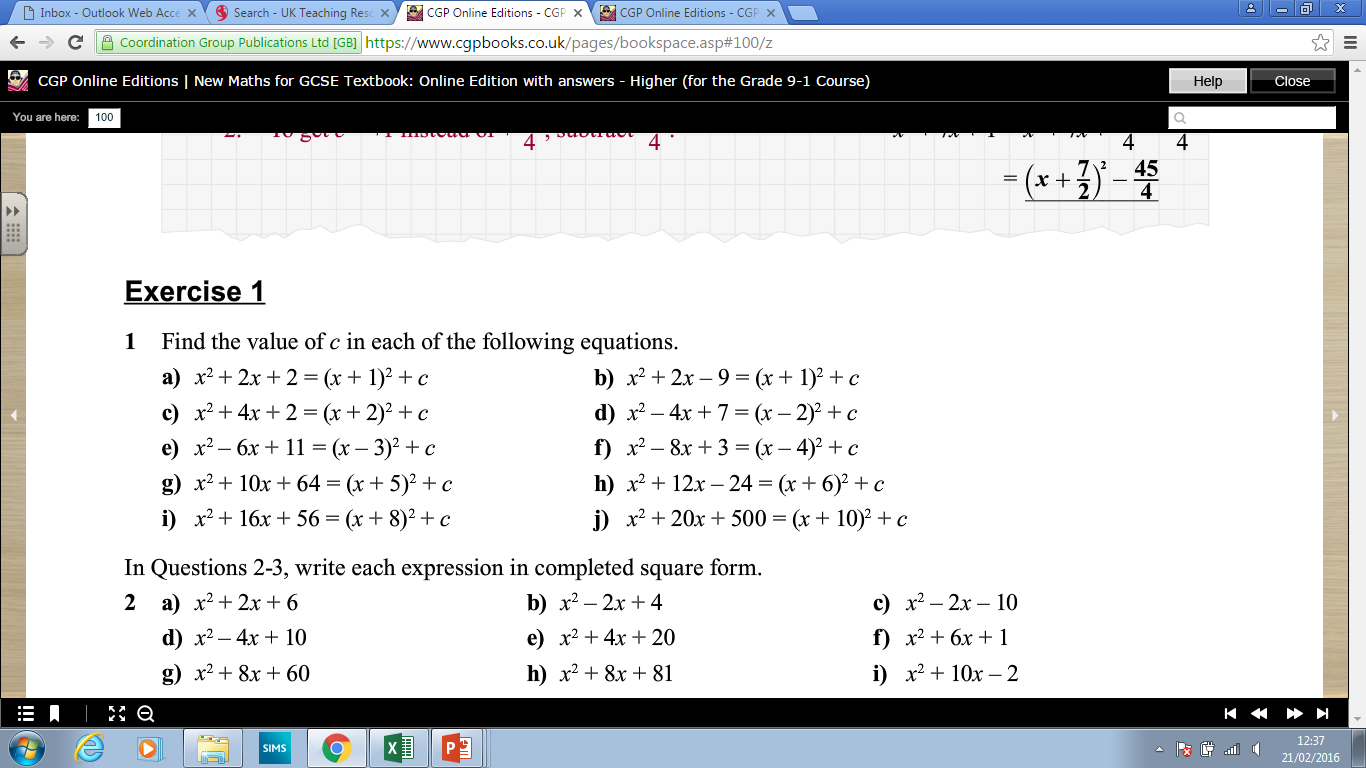 Inbox - Outlook Web Acce
Search - UK Teaching Res
CGP Online Editions - CGP
CGP Online Editions - CGP
Coordination Group Publications Ltd [GB]
https://www.cgpbooks.co.uk/pages/bookspace.asp#100/z
CGP Online Editions | New Maths for GCSE Textbook: Online Edition with answers - Higher (for the Grade 9-1 Course)
Help
Close
You are here: 100
= (x + 7/2)² – 45/4
Exercise 1
1 Find the value of c in each of the following equations.
a) x² + 2x + 2 = (x + 1)² + c
b) x² + 2x – 9 = (x + 1)² + c
c) x² + 4x + 2 = (x + 2)² + c
d) x² – 4x + 7 = (x – 2)² + c
e) x² – 6x + 11 = (x – 3)² + c
f) x² – 8x + 3 = (x – 4)² + c
g) x² + 10x + 64 = (x + 5)² + c
h) x² + 12x – 24 = (x + 6)² + c
i) x² + 16x + 56 = (x + 8)² + c
j) x² + 20x + 500 = (x + 10)² + c
In Questions 2-3, write each expression in completed square form.
2 a) x² + 2x + 6
b) x² – 2x + 4
c) x² – 2x – 10
d) x² – 4x + 10
e) x² + 4x + 20
f) x² + 6x + 1
g) x² + 8x + 60
h) x² + 8x + 81
i) x² + 10x – 2
SIMS
12:37
21/02/2016